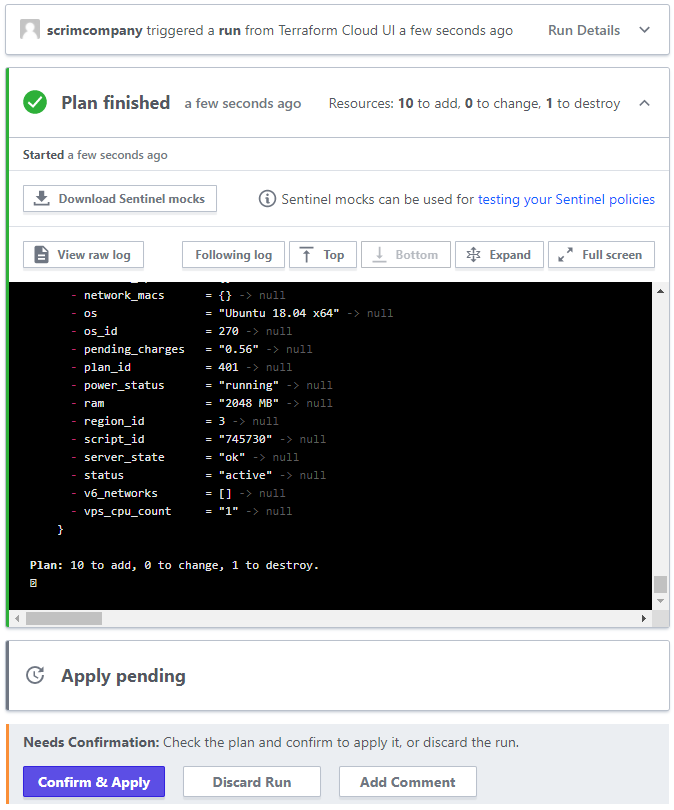 scrimcompany triggered a run from Terraform Cloud UI a few seconds ago Run Details
Plan finished a few seconds ago Resources: 10 to add, 0 to change, 1 to destroy
Started a few seconds ago
Download Sentinel mocks Sentinel mocks can be used for testing your Sentinel policies
View raw log Following log Top Bottom Expand Full screen
- network_macs = {} -> null
- os = "Ubuntu 18.04 x64" -> null
- os_id = 270 -> null
- pending_charges = "0.56" -> null
- plan_id = 401 -> null
- power_status = "running" -> null
- ram = "2048 MB" -> null
- region_id = 3 -> null
- script_id = "745730" -> null
- server_state = "ok" -> null
- status = "active" -> null
- v6_networks = [] -> null
- vps_cpu_count = "1" -> null
}
Plan: 10 to add, 0 to change, 1 to destroy.
Apply pending
Needs Confirmation: Check the plan and confirm to apply it, or discard the run.
Confirm & Apply Discard Run Add Comment